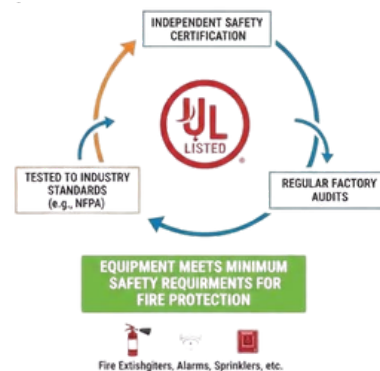 INDEPENDENT SAFETY
CERTIFICATION
UL
LISTED
®
TESTED TO INDUSTRY
STANDARDS
(e.g., NFPA)
REGULAR FACTORY
AUDITS
EQUIPMENT MEETS MINIMUM
SAFETY REQUIRMENTS FOR
FIRE PROTECTION
Fire Extishgiters, Alarms, Sprinklers, etc.